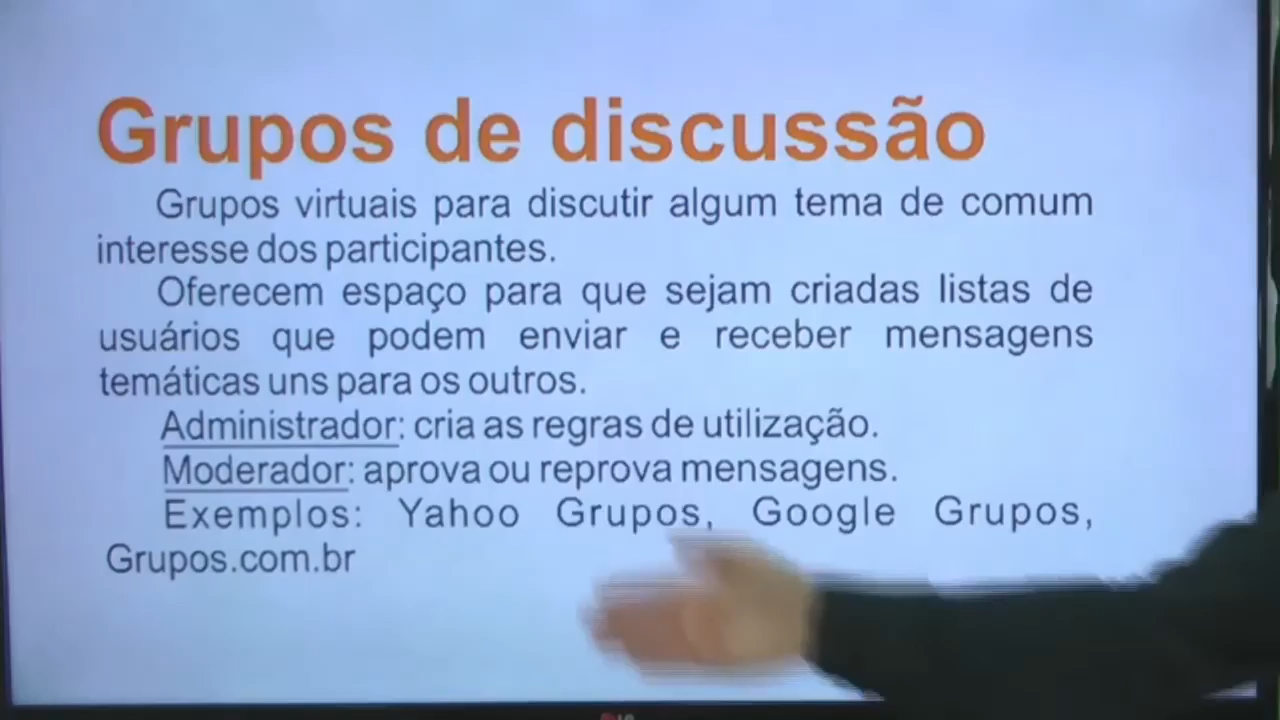 Grupos de discussão
Grupos virtuais para discutir algum tema de comum
interesse dos participantes.
Oferecem espaço para que sejam criadas listas de
usuários que podem enviar e receber mensagens
temáticas uns para os outros.
Administrador: cria as regras de utilização.
Moderador: aprova ou reprova mensagens.
Exemplos: Yahoo Grupos, Google Grupos,
Grupos.com.br